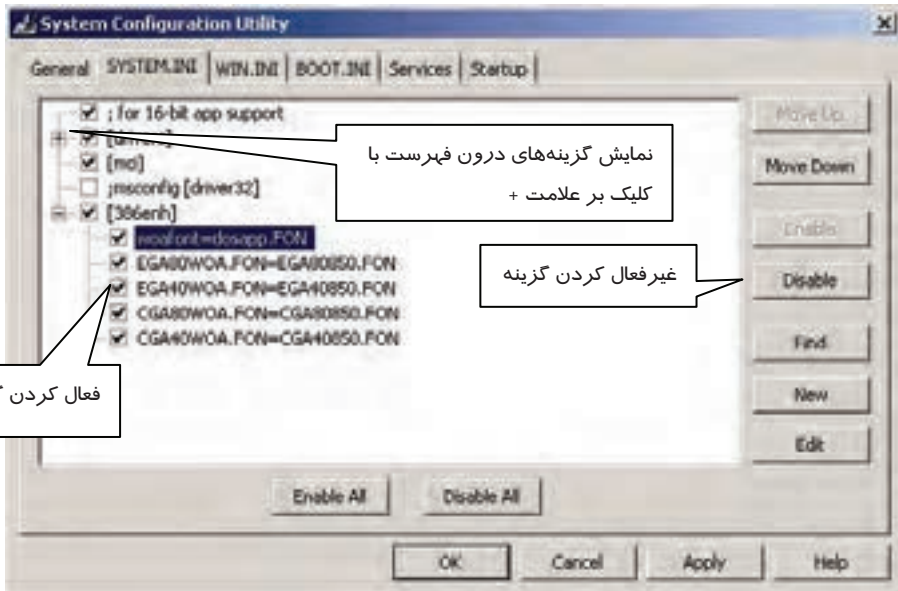 System Configuration Utility
General SYSTEM.INI WIN.INI BOOT.INI Services Startup
; for 16-bit app support
[drivers]
[mci]
;msconfig [driver32]
[386enh]
woafont=dosapp.FON
EGA80WOA.FON=EGA80850.FON
EGA40WOA.FON=EGA40850.FON
CGA80WOA.FON=CGA80850.FON
CGA40WOA.FON=CGA40850.FON
نمایش گزینه‌های درون فهرست با
کلیک بر علامت +
غیرفعال کردن گزینه
فعال کردن
Move Up
Move Down
Enable
Disable
Find
New
Edit
Enable All Disable All
OK Cancel Apply Help